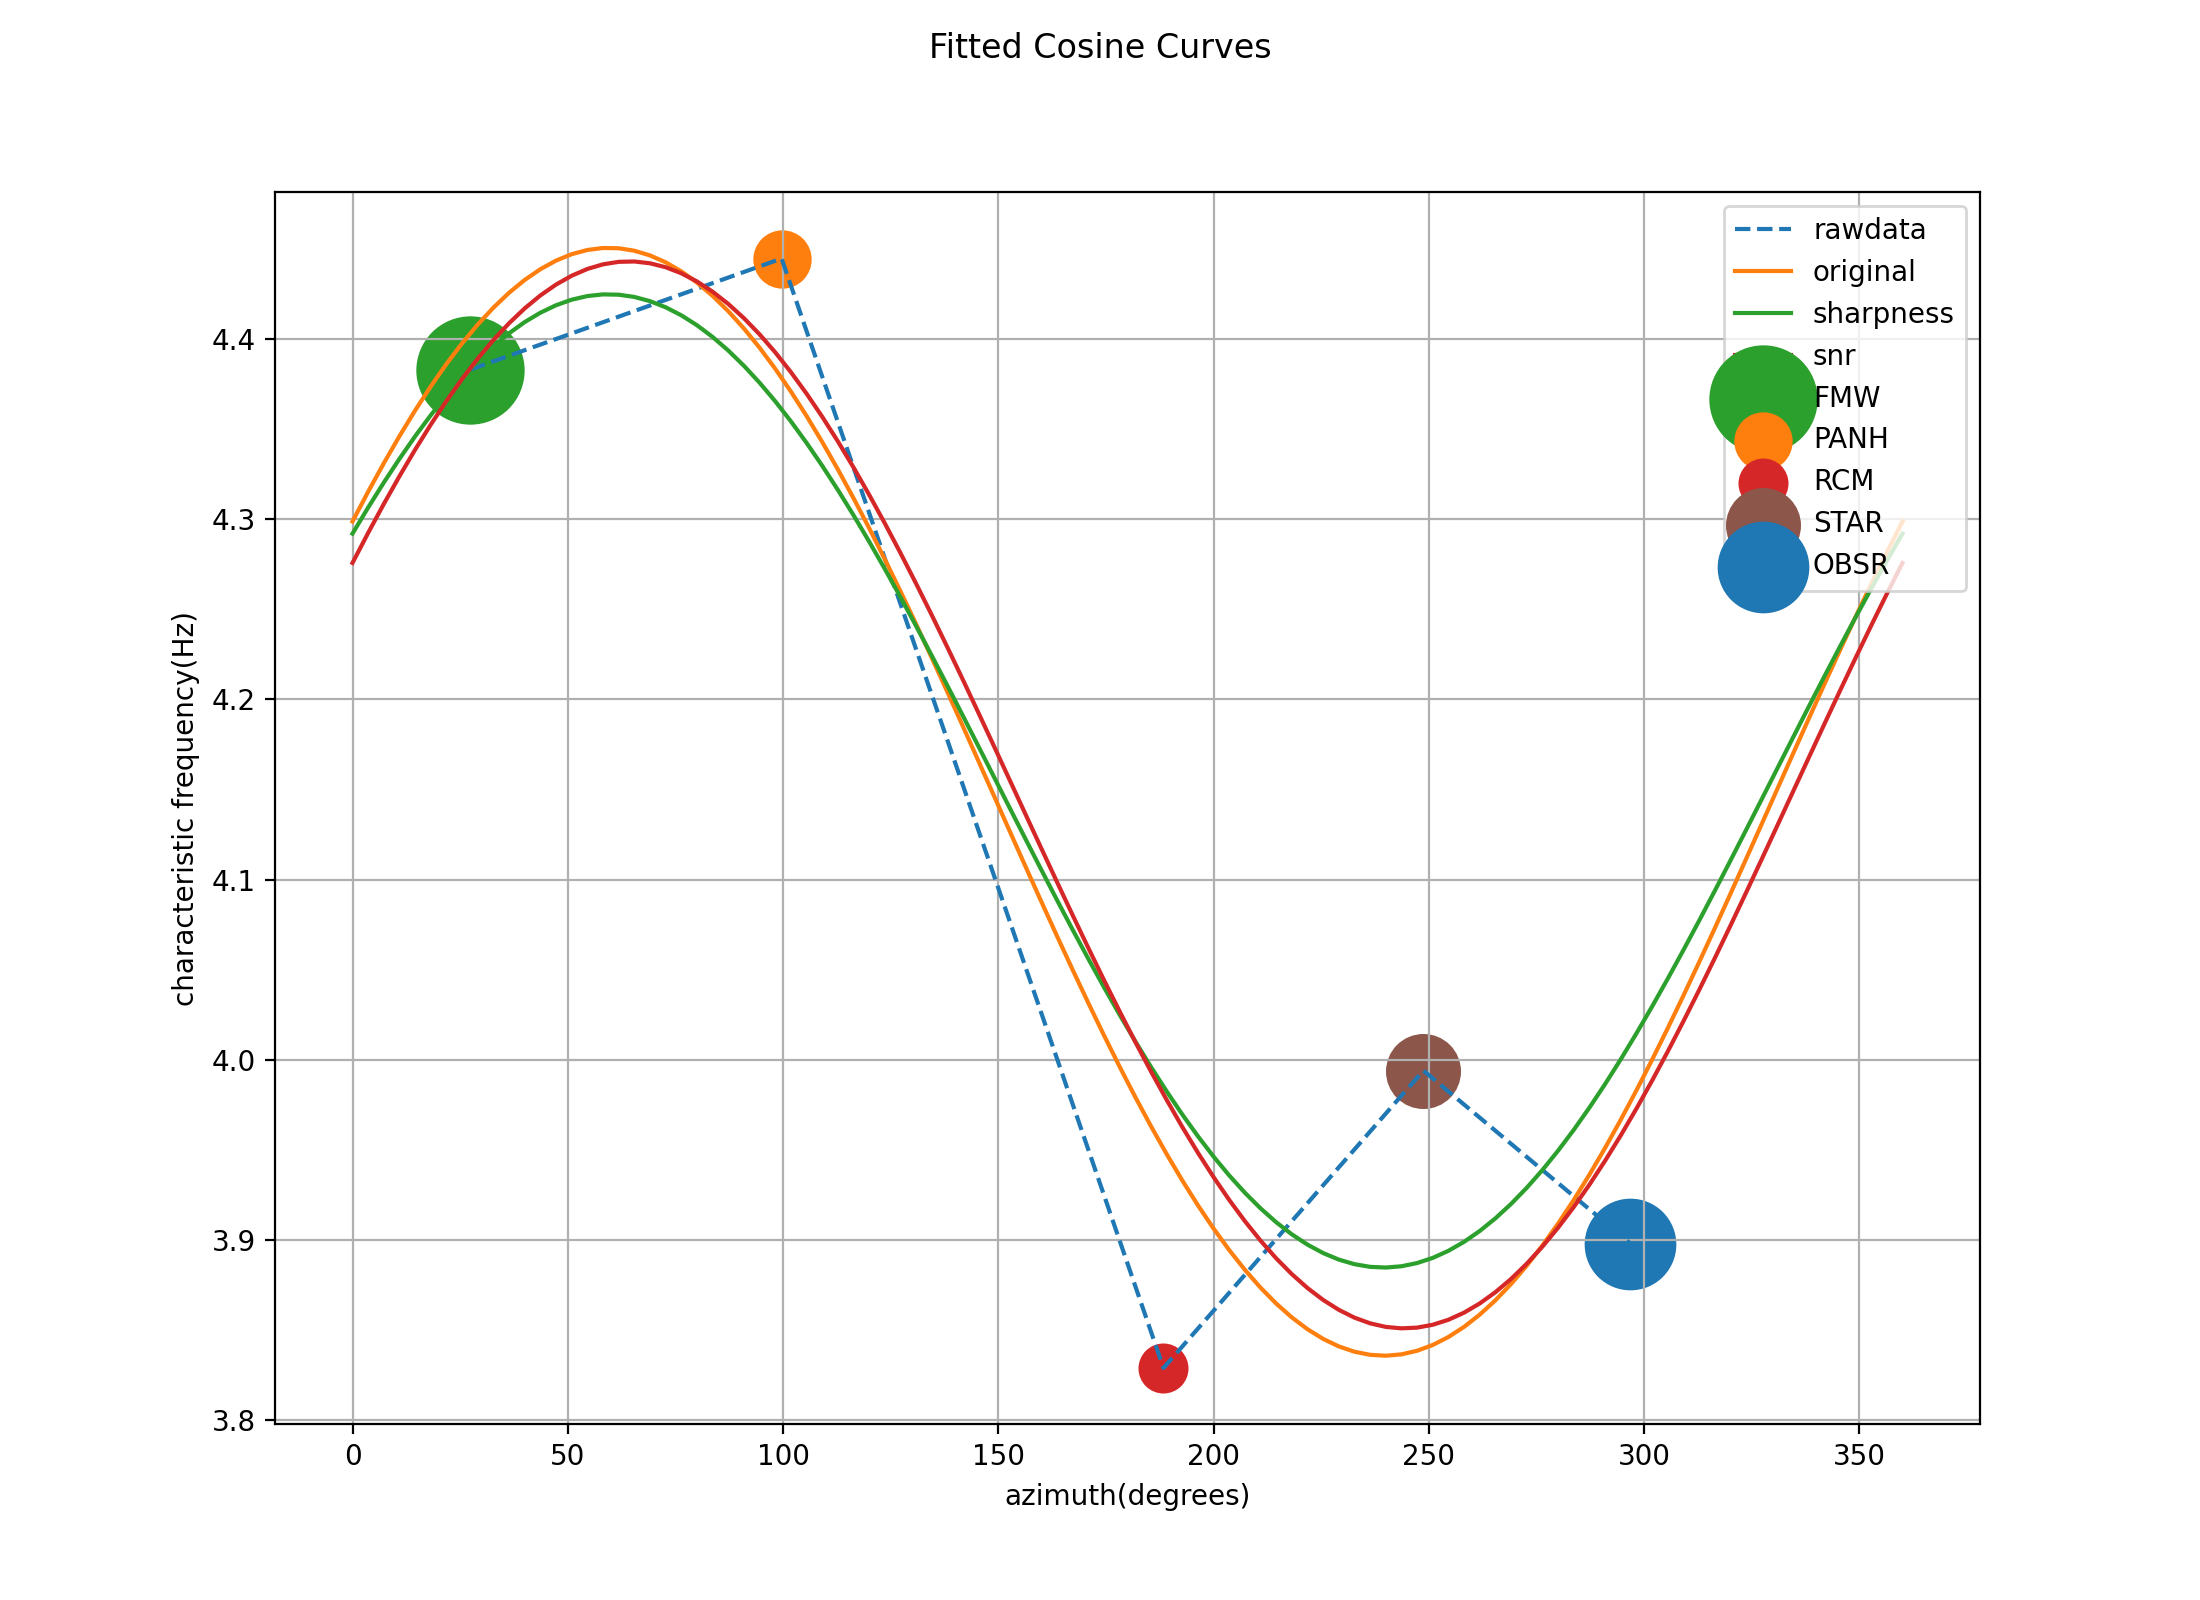 Fitted Cosine Curves
rawdata
original
sharpness
snr
FMW
PANH
RCM
STAR
OBSR
characteristic frequency(Hz)
4.4
4.3
4.2
4.1
4.0
3.9
3.8
0 50 100 150 200 250 300 350
azimuth(degrees)